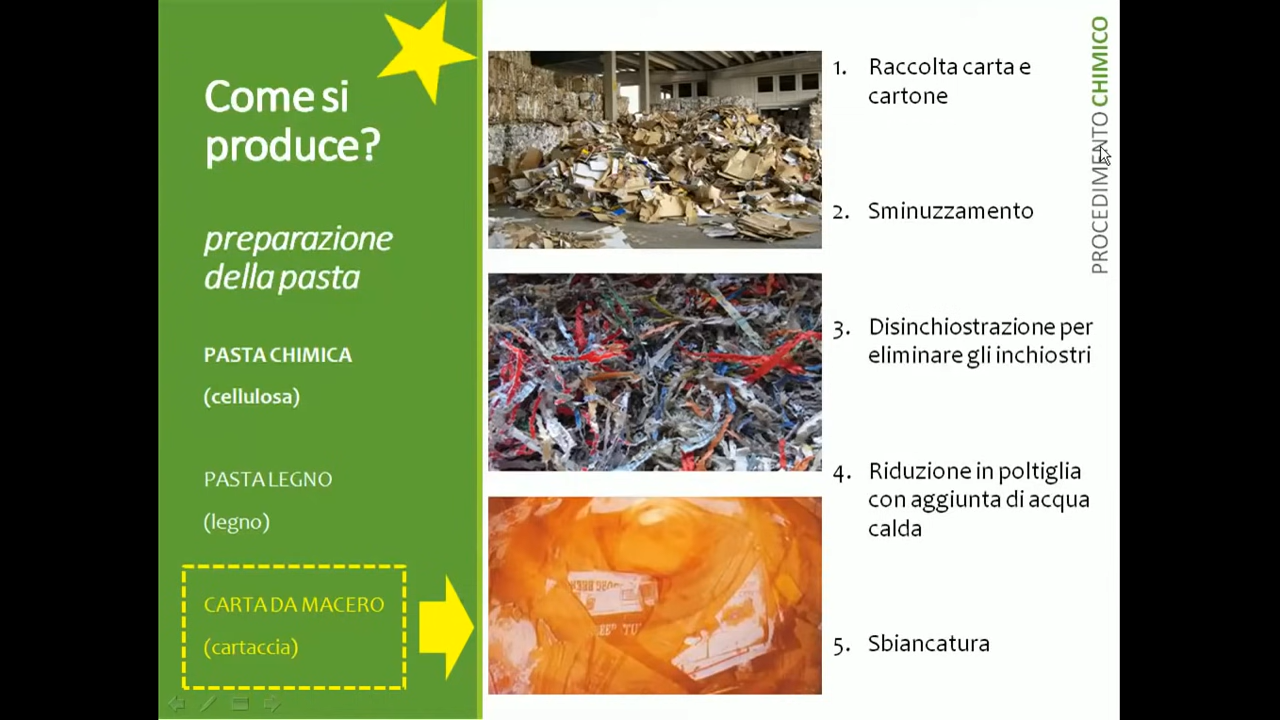 Come si
produce?
preparazione
della pasta
PASTA CHIMICA
(cellulosa)
PASTA LEGNO
(legno)
CARTA DA MACERO
(cartaccia)
1. Raccolta carta e
cartone
2. Sminuzzamento
3. Disinchiostrazione per
eliminare gli inchiostri
4. Riduzione in poltiglia
con aggiunta di acqua
calda
5. Sbiancatura
PROCEDIMENTO CHIMICO